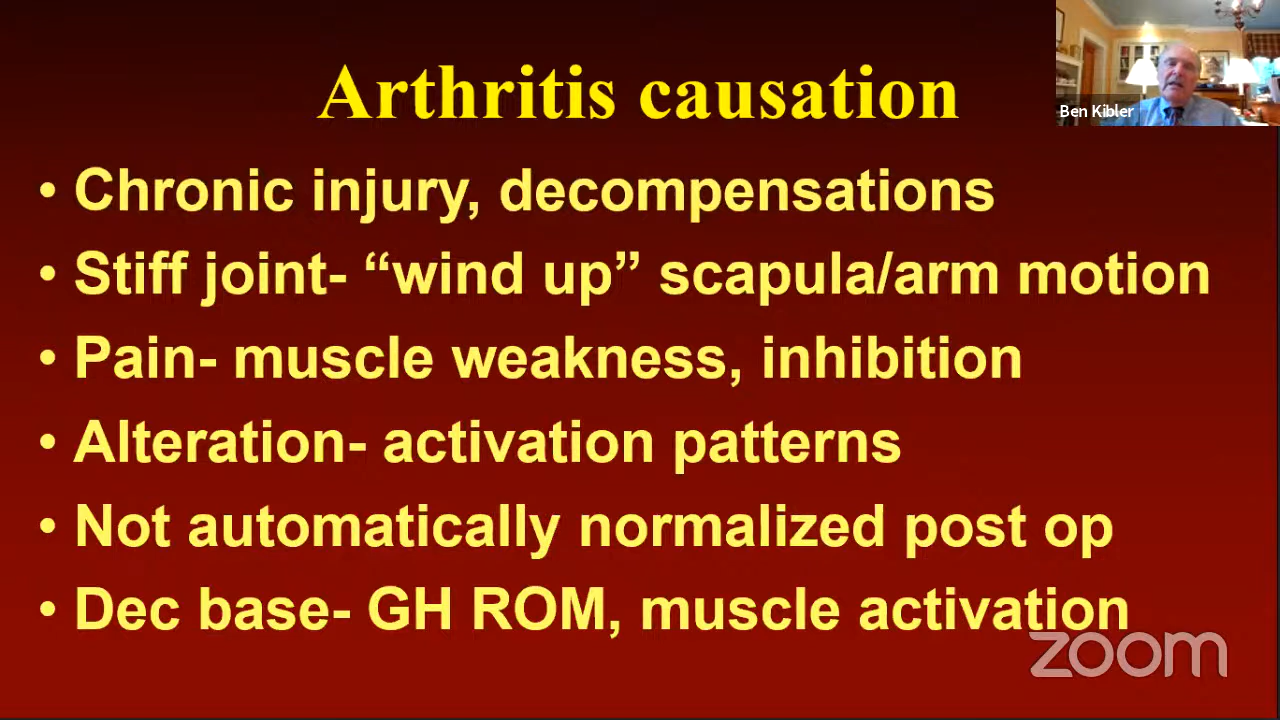 Arthritis causation
Ben Kibler
• Chronic injury, decompensations
• Stiff joint- “wind up” scapula/arm motion
• Pain- muscle weakness, inhibition
• Alteration- activation patterns
• Not automatically normalized post op
• Dec base- GH ROM, muscle activation
zoom